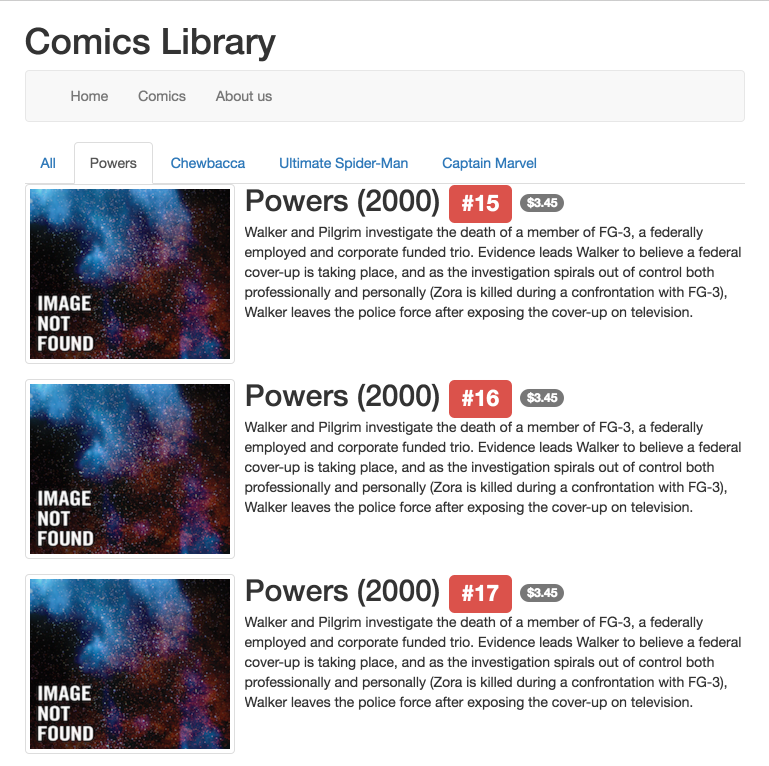 Comics Library
Home Comics About us
All Powers Chewbacca Ultimate Spider-Man Captain Marvel
IMAGE
NOT
FOUND
Powers (2000) #15 $3.45
Walker and Pilgrim investigate the death of a member of FG-3, a federally
employed and corporate funded trio. Evidence leads Walker to believe a federal
cover-up is taking place, and as the investigation spirals out of control both
professionally and personally (Zora is killed during a confrontation with FG-3),
Walker leaves the police force after exposing the cover-up on television.
IMAGE
NOT
FOUND
Powers (2000) #16 $3.45
Walker and Pilgrim investigate the death of a member of FG-3, a federally
employed and corporate funded trio. Evidence leads Walker to believe a federal
cover-up is taking place, and as the investigation spirals out of control both
professionally and personally (Zora is killed during a confrontation with FG-3),
Walker leaves the police force after exposing the cover-up on television.
IMAGE
NOT
FOUND
Powers (2000) #17 $3.45
Walker and Pilgrim investigate the death of a member of FG-3, a federally
employed and corporate funded trio. Evidence leads Walker to believe a federal
cover-up is taking place, and as the investigation spirals out of control both
professionally and personally (Zora is killed during a confrontation with FG-3),
Walker leaves the police force after exposing the cover-up on television.